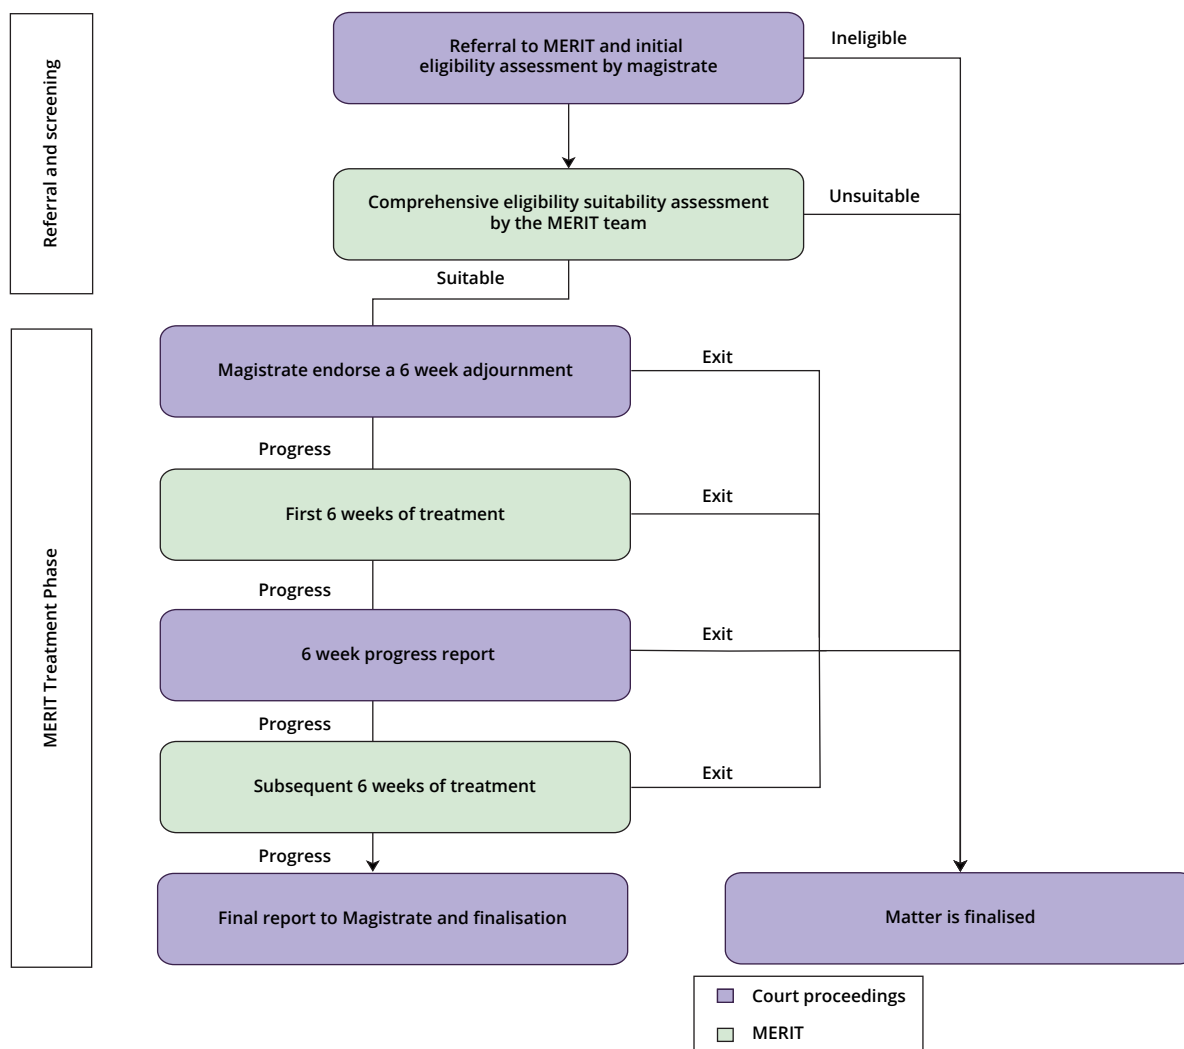 Referral and screening
Referral to MERIT and initial
eligibility assessment by magistrate
Ineligible
Comprehensive eligibility suitability assessment
by the MERIT team
Unsuitable
Suitable
MERIT Treatment Phase
Magistrate endorse a 6 week adjournment
Exit
Progress
First 6 weeks of treatment
Exit
Progress
6 week progress report
Exit
Progress
Subsequent 6 weeks of treatment
Exit
Progress
Final report to Magistrate and finalisation
Matter is finalised
Court proceedings
MERIT